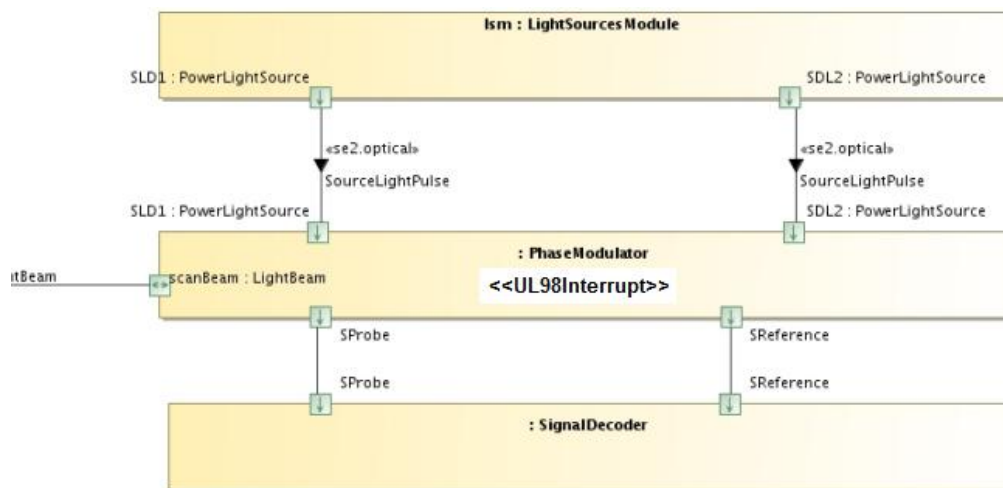 lsm : LightSourcesModule
SLD1 : PowerLightSource
SDL2 : PowerLightSource
«se2.optical»
«se2.optical»
SourceLightPulse
SourceLightPulse
SLD1 : PowerLightSource
SDL2 : PowerLightSource
: PhaseModulator
scanBeam : LightBeam
<<UL98Interrupt>>
SProbe
SReference
SProbe
SReference
: SignalDecoder